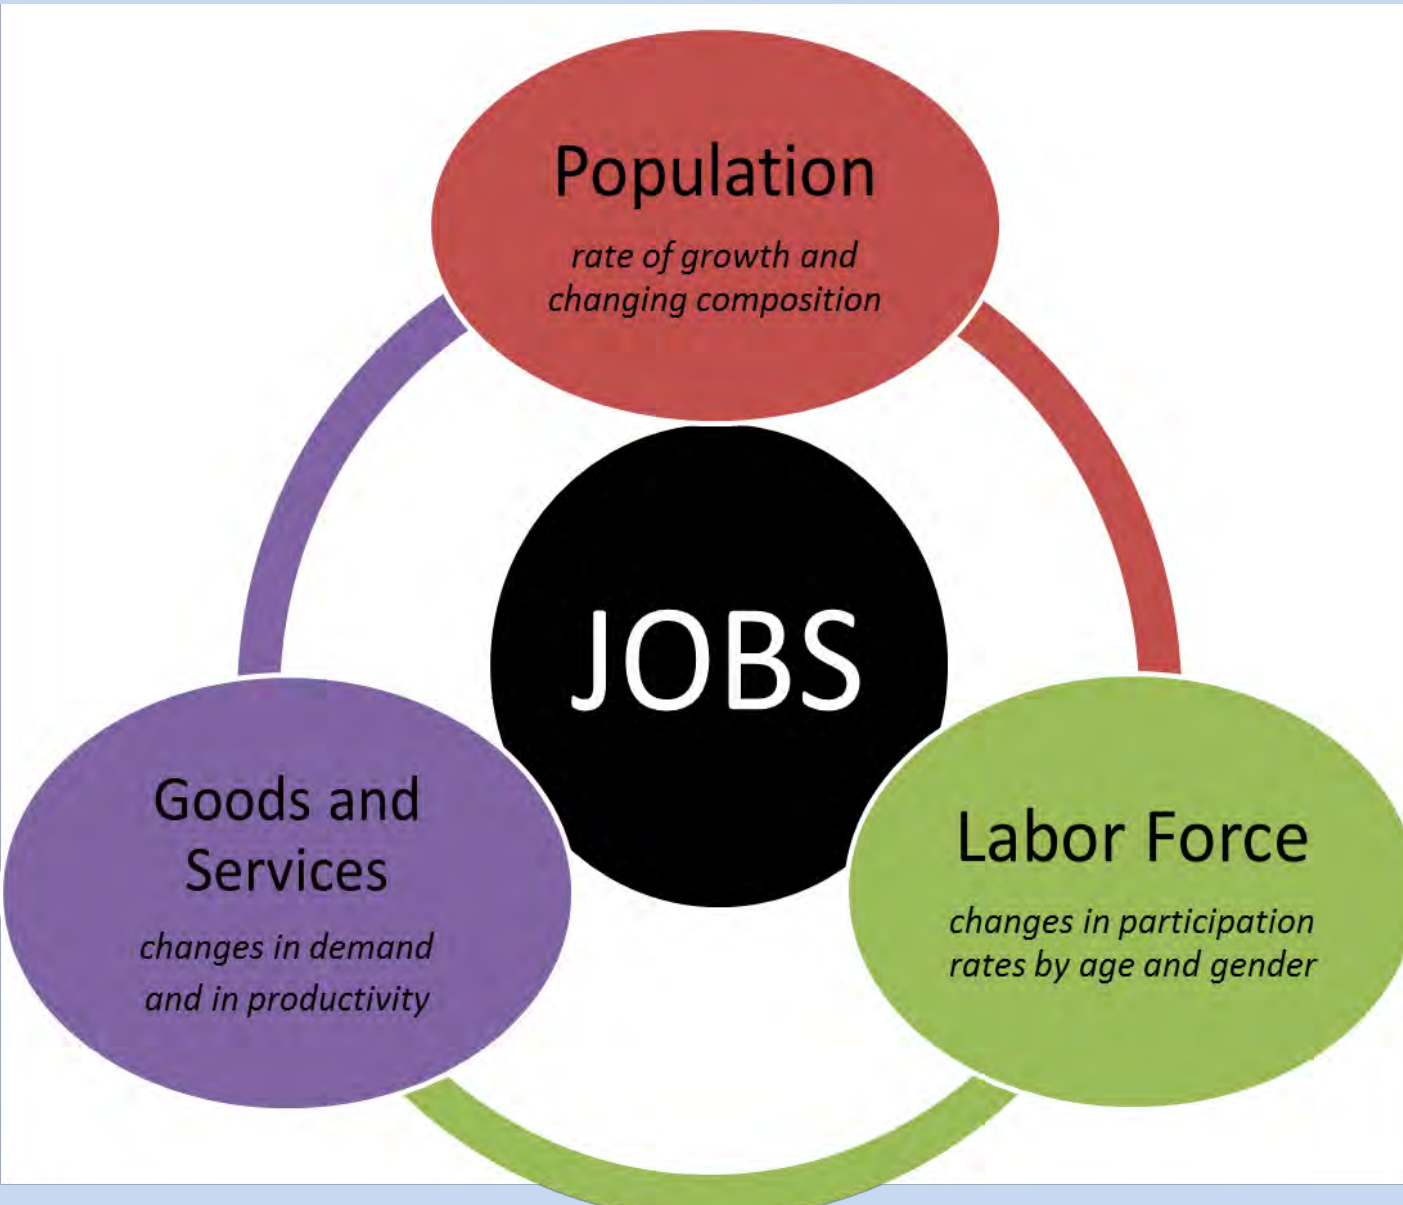 Population
rate of growth and
changing composition
JOBS
Goods and
Services
changes in demand
and in productivity
Labor Force
changes in participation
rates by age and gender